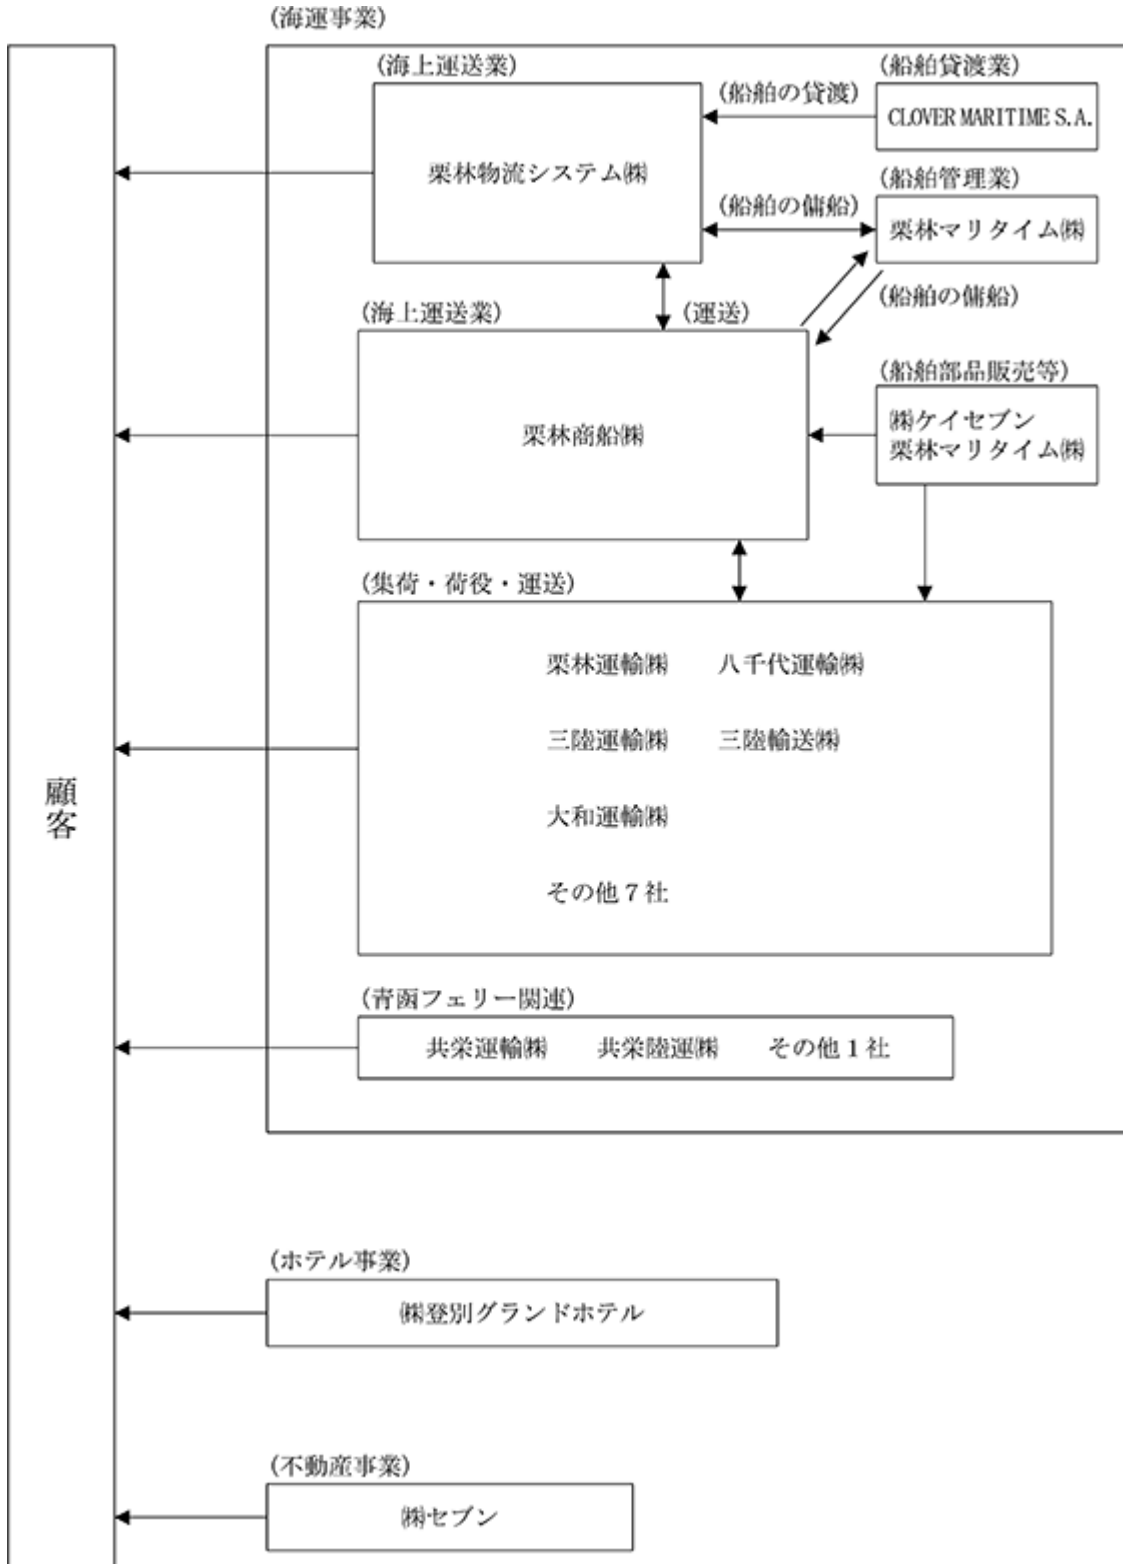 (海運事業)
(海上運送業)
(船舶貸渡業)
(船舶の貸渡)
CLOVER MARITIME S.A.
栗林物流システム㈱
(船舶管理業)
(船舶の傭船)
栗林マリタイム㈱
(船舶の傭船)
(海上運送業)
(運送)
(船舶部品販売等)
㈱ケイセブン
栗林マリタイム㈱
栗林商船㈱
(集荷・荷役・運送)
栗林運輸㈱ 八千代運輸㈱
三陸運輸㈱ 三陸輸送㈱
大和運輸㈱
その他7社
顧客
(青函フェリー関連)
共栄運輸㈱ 共栄陸運㈱ その他1社
(ホテル事業)
㈱登別グランドホテル
(不動産事業)
㈱セブン